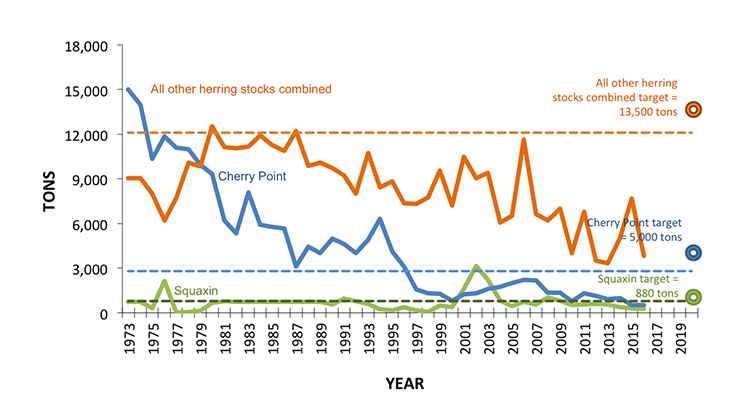 18,000
15,000
12,000
9,000
6,000
3,000
0
TONS
All other herring stocks combined
Cherry Point
Squaxin
All other herring
stocks combined target =
13,500 tons
Cherry Point target
= 5,000 tons
Squaxin target =
880 tons
1973
1975
1977
1979
1981
1983
1985
1987
1989
1991
1993
1995
1997
1999
2001
2003
2005
2007
2009
2011
2013
2015
2017
2019
YEAR